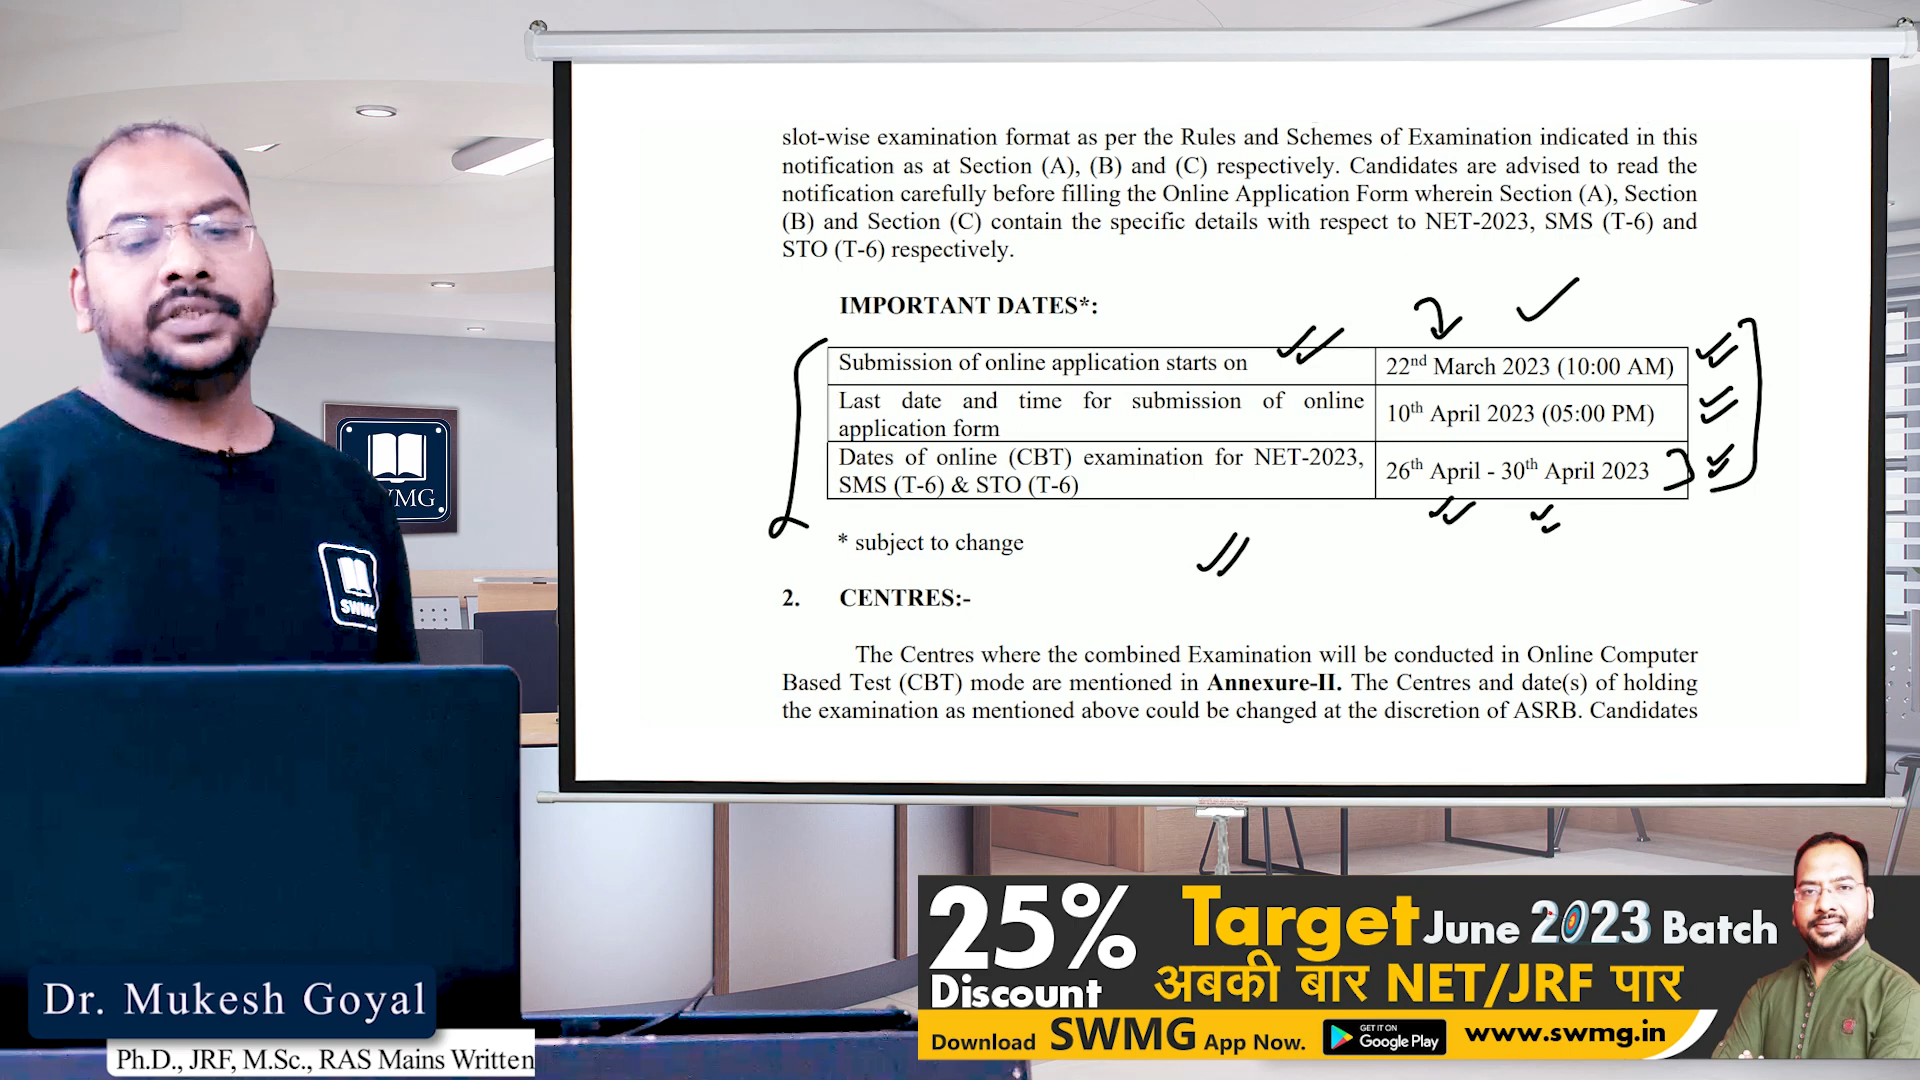 slot-wise examination format as per the Rules and Schemes of Examination indicated in this
notification as at Section (A), (B) and (C) respectively. Candidates are advised to read the
notification carefully before filling the Online Application Form wherein Section (A), Section
(B) and Section (C) contain the specific details with respect to NET-2023, SMS (T-6) and
STO (T-6) respectively.
IMPORTANT DATES*:
Submission of online application starts on 22nd March 2023 (10:00 AM)
Last date and time for submission of online
application form
10th April 2023 (05:00 PM)
Dates of online (CBT) examination for NET-2023,
SMS (T-6) & STO (T-6)
26th April - 30th April 2023
* subject to change
2. CENTRES:-
The Centres where the combined Examination will be conducted in Online Computer
Based Test (CBT) mode are mentioned in Annexure-II. The Centres and date(s) of holding
the examination as mentioned above could be changed at the discretion of ASRB. Candidates
WMG
SWMG
Dr. Mukesh Goyal
Ph.D., JRF, M.Sc., RAS Mains Written
25%
Discount
Target June 2023 Batch
अबकी बार NET/JRF पार
Download SWMG App Now.
GET IT ON
Google Play
www.swmg.in